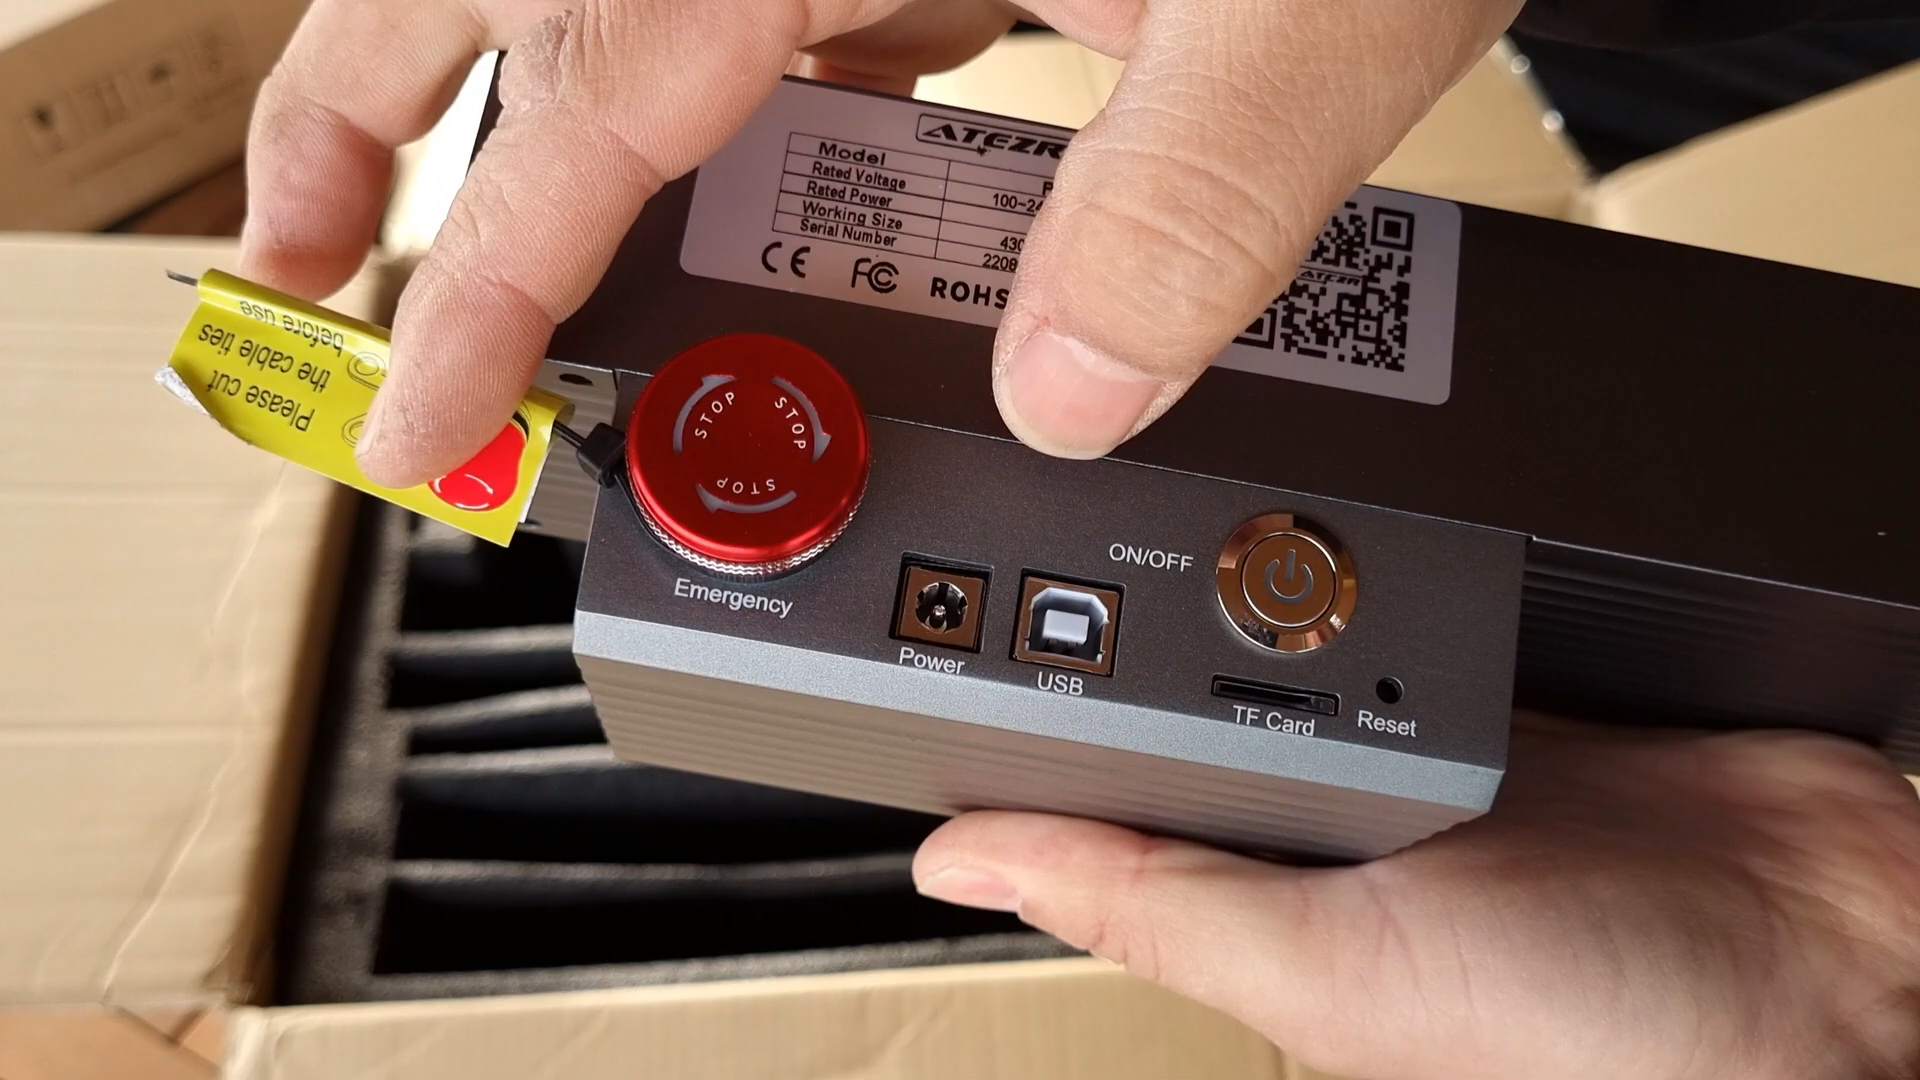 ATEZR
Model
Rated Voltage
Rated Power 100-24
Working Size
Serial Number 430
2208
CE FC ROHS
ATEZR
Please cut
the cable ties
before use
STOP
STOP
STOP
Emergency
ON/OFF
Power
USB
TF Card
Reset